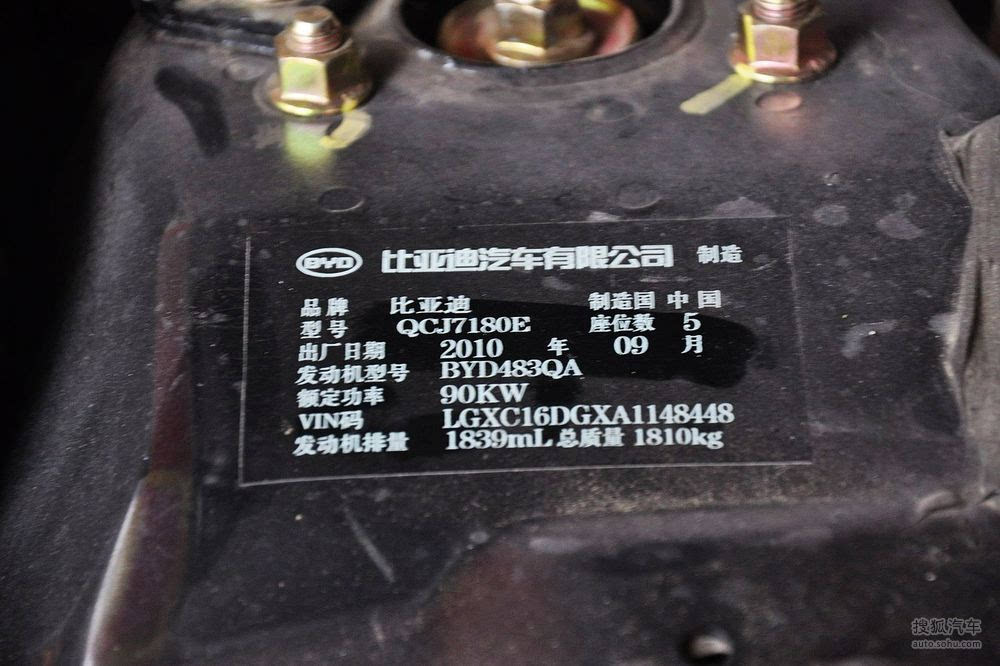 BYD 比亚迪汽车有限公司 制造
品牌 比亚迪 制造国 中国
型号 QCJ7180E 座位数 5
出厂日期 2010 年 09 月
发动机型号 BYD483QA
额定功率 90KW
VIN码 LGXC16DGXA1148448
发动机排量 1839mL 总质量 1810kg
搜狐汽车
auto.sohu.com